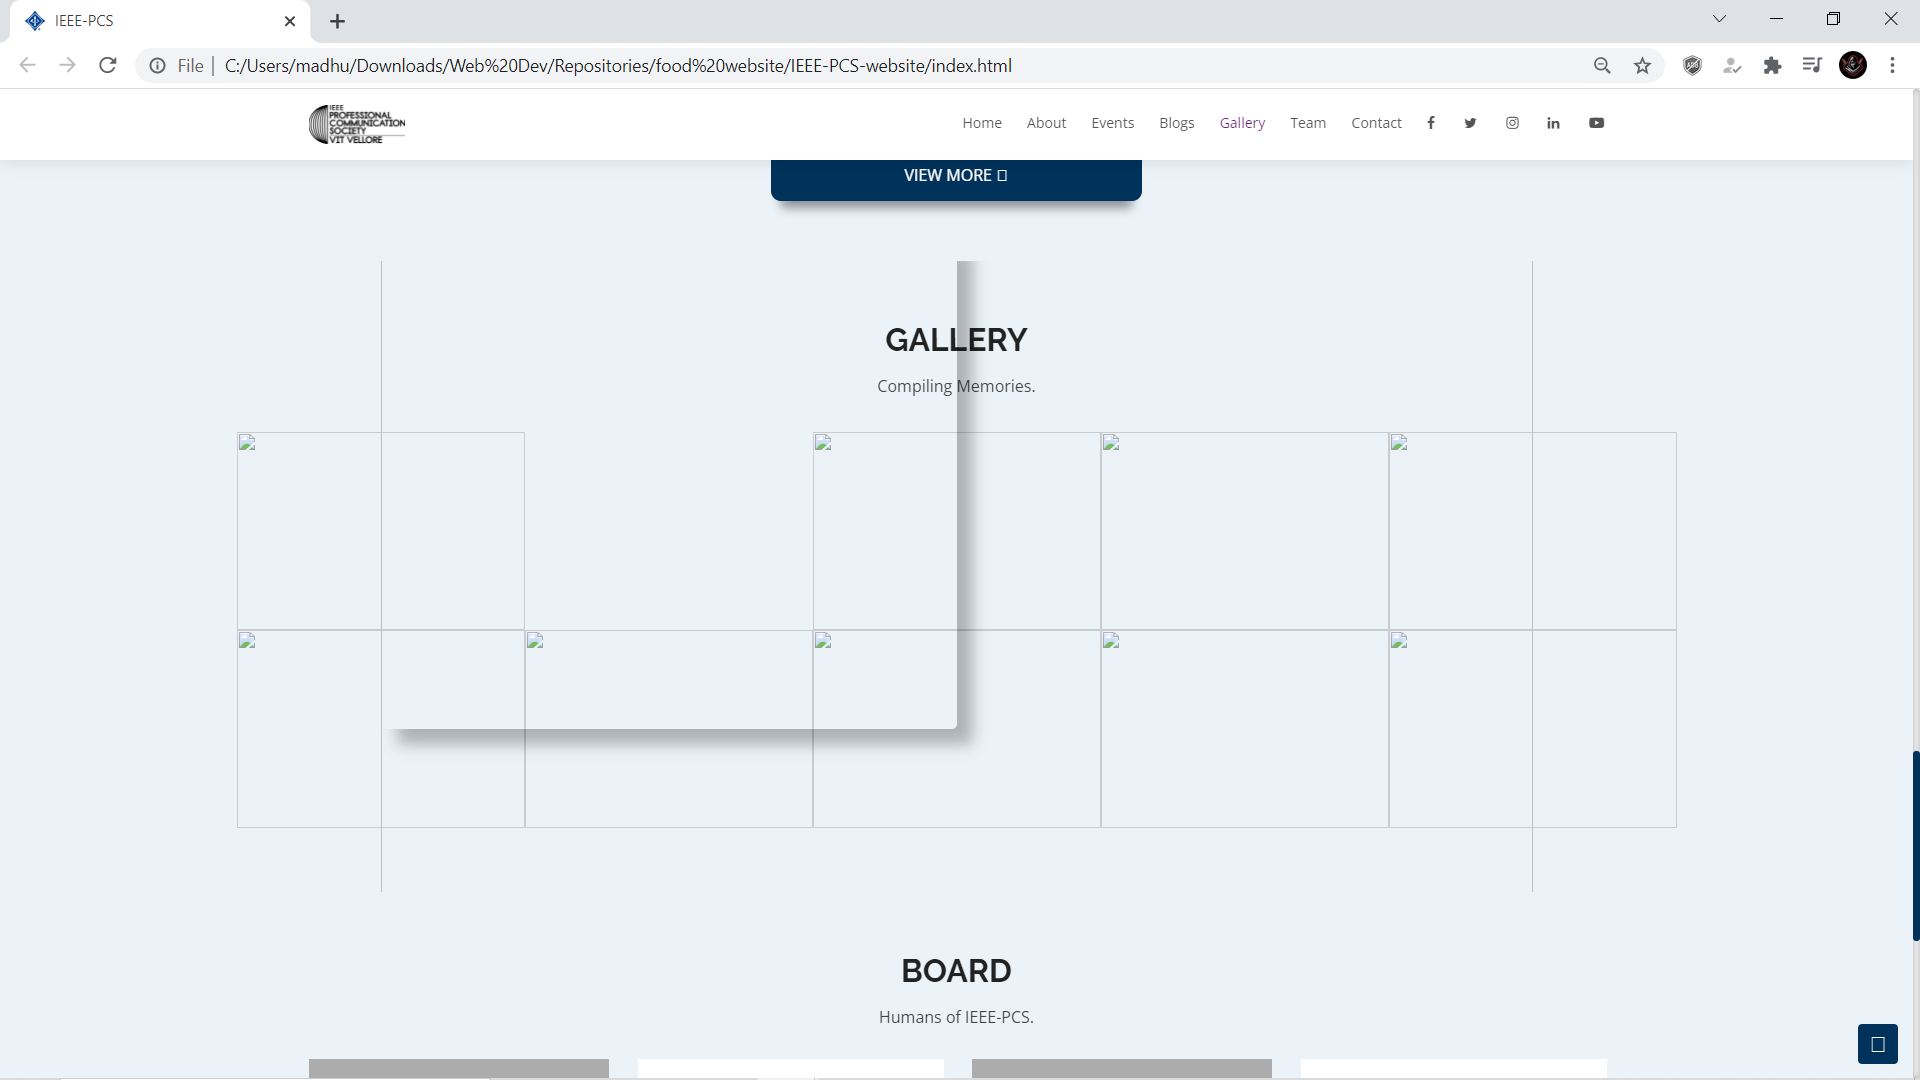 IEEE-PCS
File
C:/Users/madhu/Downloads/Web%20Dev/Repositories/food%20website/IEEE-PCS-website/index.html
IEEE
PROFESSIONAL
COMMUNICATION
SOCIETY
VIT VELLORE
Home About Events Blogs Gallery Team Contact
VIEW MORE
GALLERY
Compiling Memories.
BOARD
Humans of IEEE-PCS.